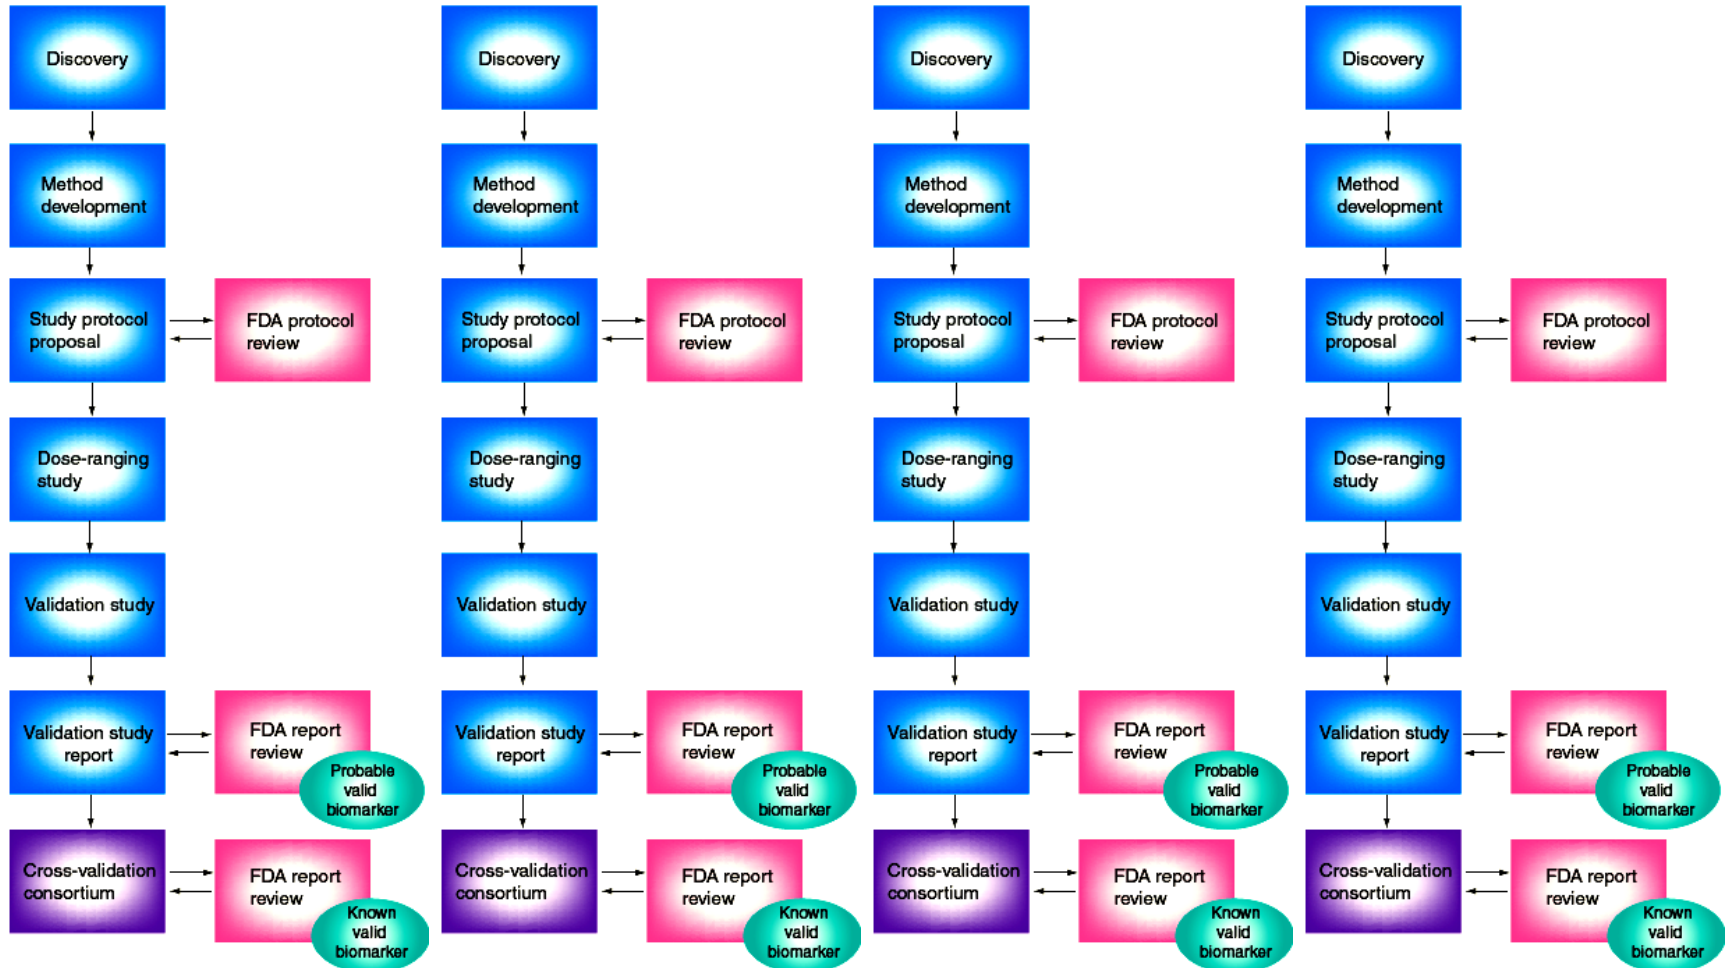 Discovery
Method
development
Study protocol
proposal
FDA protocol
review
Dose-ranging
study
Validation study
Validation study
report
FDA report
review
Probable
valid
biomarker
Cross-validation
consortium
FDA report
review
Known
valid
biomarker
Discovery
Method
development
Study protocol
proposal
FDA protocol
review
Dose-ranging
study
Validation study
Validation study
report
FDA report
review
Probable
valid
biomarker
Cross-validation
consortium
FDA report
review
Known
valid
biomarker
Discovery
Method
development
Study protocol
proposal
FDA protocol
review
Dose-ranging
study
Validation study
Validation study
report
FDA report
review
Probable
valid
biomarker
Cross-validation
consortium
FDA report
review
Known
valid
biomarker
Discovery
Method
development
Study protocol
proposal
FDA protocol
review
Dose-ranging
study
Validation study
Validation study
report
FDA report
review
Probable
valid
biomarker
Cross-validation
consortium
FDA report
review
Known
valid
biomarker